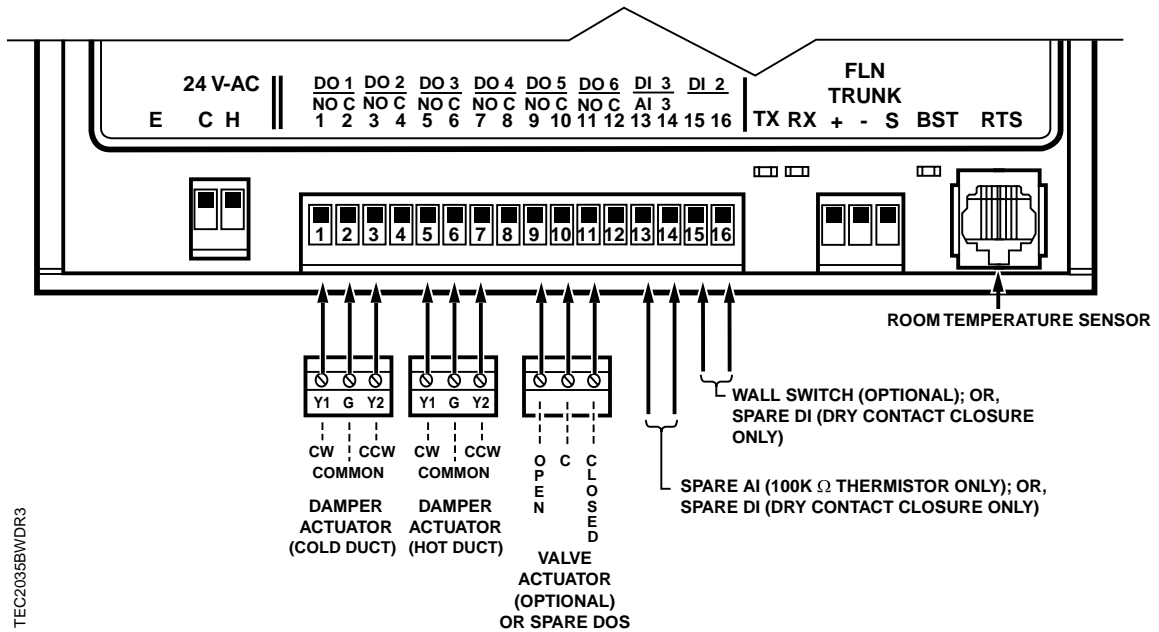 24 V-AC
E C H
DO 1 DO 2 DO 3 DO 4 DO 5 DO 6 DI 3 DI 2
NO C NO C NO C NO C NO C NO C AI 3
1 2 3 4 5 6 7 8 9 10 11 12 13 14 15 16
FLN
TRUNK
TX RX + - S BST RTS
1 2 3 4 5 6 7 8 9 10 11 12 13 14 15 16
ROOM TEMPERATURE SENSOR
Y1 G Y2
CW CCW
COMMON
DAMPER
ACTUATOR
(COLD DUCT)
Y1 G Y2
CW CCW
COMMON
DAMPER
ACTUATOR
(HOT DUCT)
OPEN
C
CLOSED
VALVE
ACTUATOR
(OPTIONAL)
OR SPARE DOS
WALL SWITCH (OPTIONAL); OR,
SPARE DI (DRY CONTACT CLOSURE
ONLY)
SPARE AI (100K Ω THERMISTOR ONLY); OR,
SPARE DI (DRY CONTACT CLOSURE ONLY)
TEC2035BWDR3